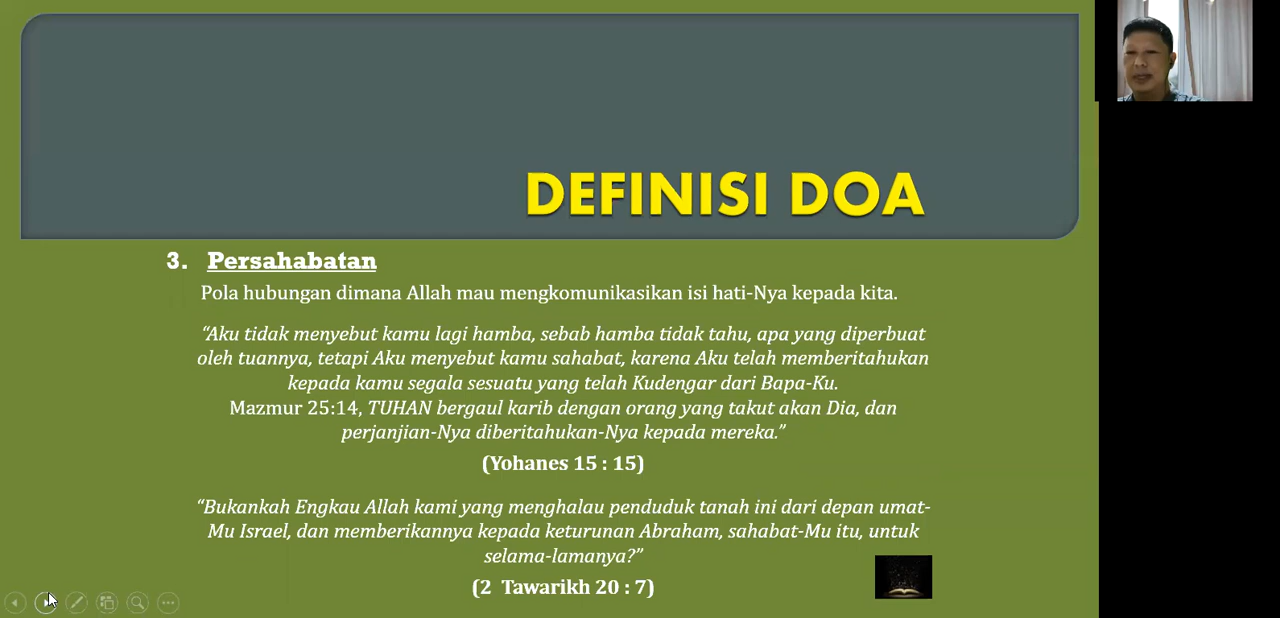 DEFINISI DOA
3. Persahabatan
Pola hubungan dimana Allah mau mengkomunikasikan isi hati-Nya kepada kita.
“Aku tidak menyebut kamu lagi hamba, sebab hamba tidak tahu, apa yang diperbuat
oleh tuannya, tetapi Aku menyebut kamu sahabat, karena Aku telah memberitahukan
kepada kamu segala sesuatu yang telah Kudengar dari Bapa-Ku.
Mazmur 25:14, TUHAN bergaul karib dengan orang yang takut akan Dia, dan
perjanjian-Nya diberitahukan-Nya kepada mereka.”
(Yohanes 15 : 15)
“Bukankah Engkau Allah kami yang menghalau penduduk tanah ini dari depan umat-
Mu Israel, dan memberikannya kepada keturunan Abraham, sahabat-Mu itu, untuk
selama-lamanya?”
(2 Tawarikh 20 : 7)